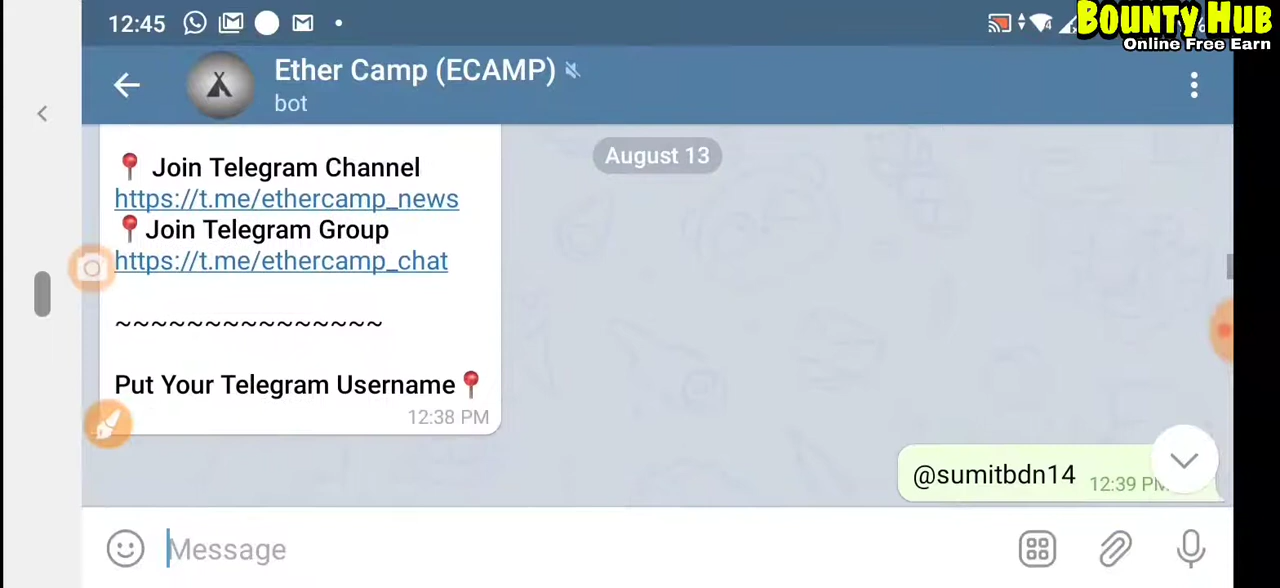 12:45
BOUNTY HUB
Online Free Earn
Ether Camp (ECAMP)
bot
August 13
Join Telegram Channel
https://t.me/ethercamp_news
Join Telegram Group
https://t.me/ethercamp_chat
~~~~~~~~~~~~~~~
Put Your Telegram Username
12:38 PM
@sumitbdn14
12:39 PM
Message